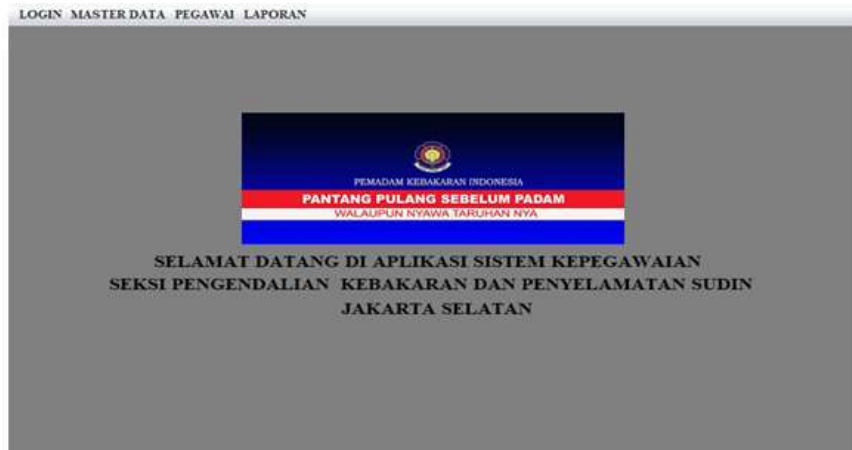 LOGIN MASTER DATA PEGAWAI LAPORAN
PEMADAM KEBAKARAN INDONESIA
PANTANG PULANG SEBELUM PADAM
WALAUPUN NYAWA TARUHAN NYA
SELAMAT DATANG DI APLIKASI SISTEM KEPEGAWAIAN
SEKSI PENGENDALIAN KEBAKARAN DAN PENYELAMATAN SUDIN
JAKARTA SELATAN